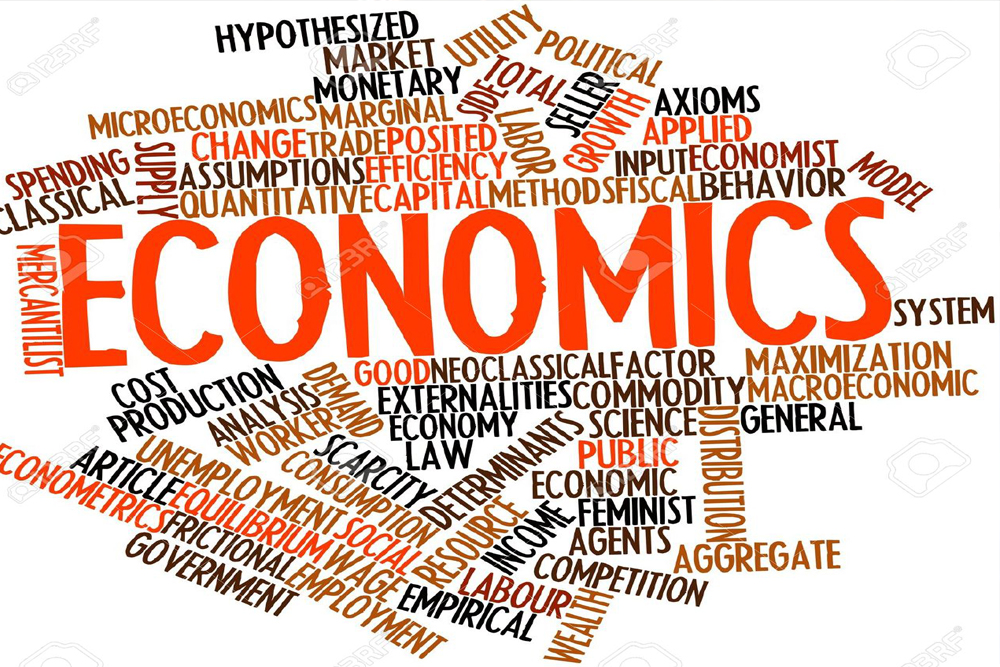 HYPOTHESIZED
MARKET
UTILITY
POLITICAL
MONETARY
TOTAL
SIDE
SELLER
MICROECONOMICS MARGINAL
LABOR
GROWTH
AXIOMS
CHANGE TRADE POSITED
APPLIED
SPENDING
SUPPLY
ASSUMPTIONS EFFICIENCY
INPUT ECONOMIST
MODEL
CLASSICAL
QUANTITATIVE CAPITAL METHODS FISCAL BEHAVIOR
ECONOMICS
MERCANTILIST
SYSTEM
GOOD NEOCLASSICAL FACTOR
MAXIMIZATION
COST
PRODUCTION
DEMAND
EXTERNALITIES COMMODITY MACROECONOMIC
ANALYSIS
WORKER
ECONOMY
SCIENCE
DISTRIBUTION
GENERAL
SCARCITY
LAW
DETERMINANTS
PUBLIC
ARTICLE
UNEMPLOYMENT
CONSUMPTION
ECONOMIC
ECONOMETRICS
EQUILIBRIUM
SOCIAL
RESOURCE
INCOME
FEMINIST
FRICTIONAL
WAGE
AGENTS
AGGREGATE
GOVERNMENT
EMPLOYMENT
EMPIRICAL
LABOUR
COMPETITION
WEALTH
123RF